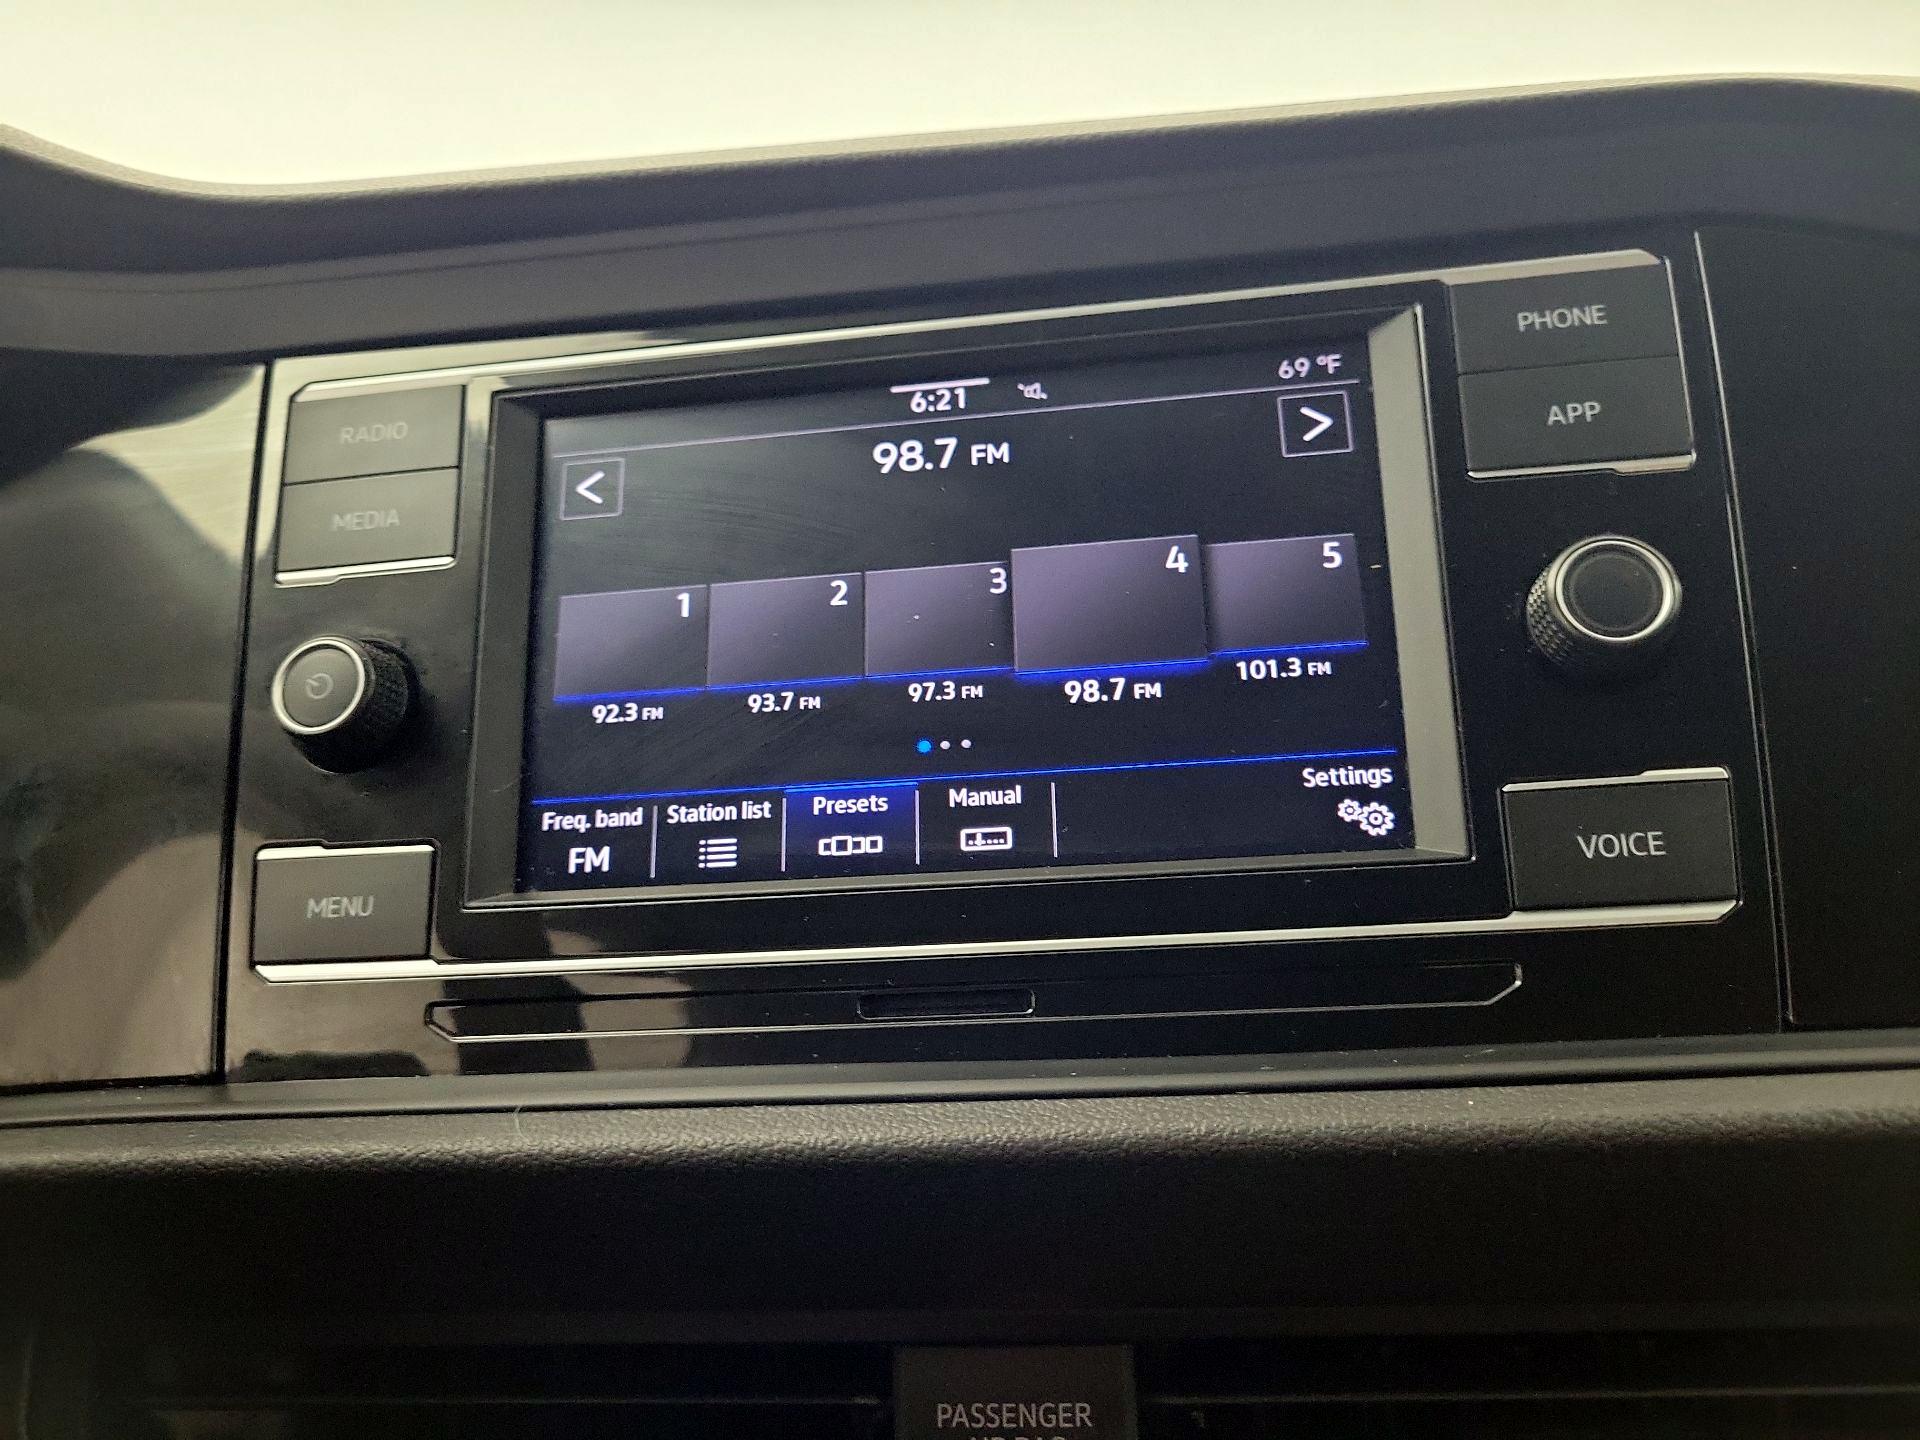 PHONE
RADIO
6:21
69 °F
APP
MEDIA
<
98.7 FM
>
1
2
3
4
5
92.3 FM
93.7 FM
97.3 FM
98.7 FM
101.3 FM
Freq. band
Station list
Presets
Manual
Settings
FM
MENU
VOICE
PASSENGER